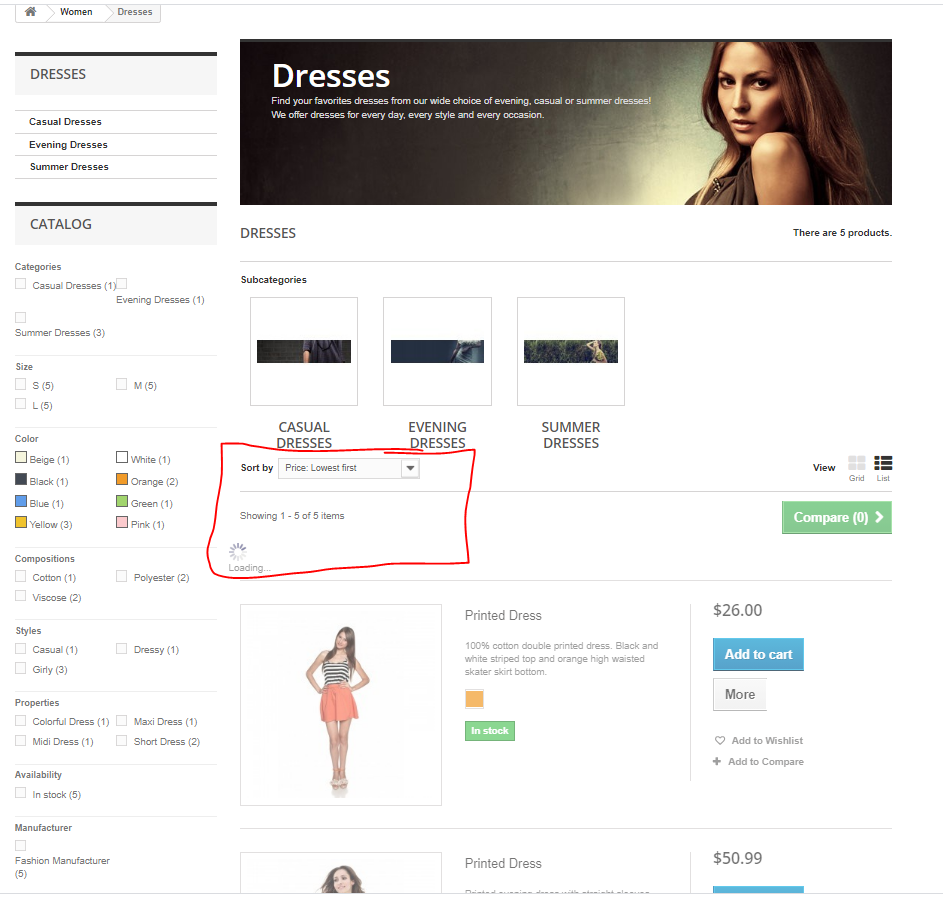 Women
Dresses
DRESSES
Casual Dresses
Evening Dresses
Summer Dresses
CATALOG
Categories
Casual Dresses (1)
Evening Dresses (1)
Summer Dresses (3)
Size
S (5)
M (5)
L (5)
Color
Beige (1)
White (1)
Black (1)
Orange (2)
Blue (1)
Green (1)
Yellow (3)
Pink (1)
Compositions
Cotton (1)
Polyester (2)
Viscose (2)
Styles
Casual (1)
Dressy (1)
Girly (3)
Properties
Colorful Dress (1)
Maxi Dress (1)
Midi Dress (1)
Short Dress (2)
Availability
In stock (5)
Manufacturer
Fashion Manufacturer
(5)
Dresses
Find your favorites dresses from our wide choice of evening, casual or summer dresses!
We offer dresses for every day, every style and every occasion.
DRESSES
There are 5 products.
Subcategories
CASUAL
DRESSES
EVENING
DRESSES
SUMMER
DRESSES
Sort by
Price: Lowest first
View
Grid
List
Showing 1 - 5 of 5 items
Compare (0)
Loading...
Printed Dress
100% cotton double printed dress. Black and
white striped top and orange high waisted
skater skirt bottom.
In stock
$26.00
Add to cart
More
Add to Wishlist
Add to Compare
Printed Dress
Printed evening dress with straight sleeves
$50.99